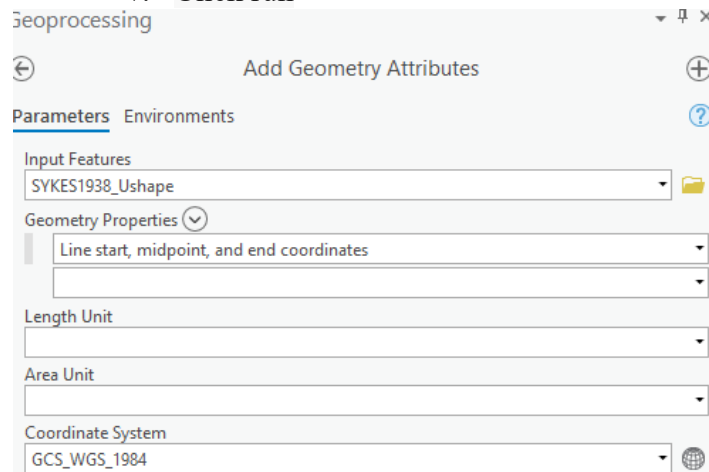 Geoprocessing
Add Geometry Attributes
Parameters Environments
Input Features
SYKES1938_Ushape
Geometry Properties
Line start, midpoint, and end coordinates
Length Unit
Area Unit
Coordinate System
GCS_WGS_1984